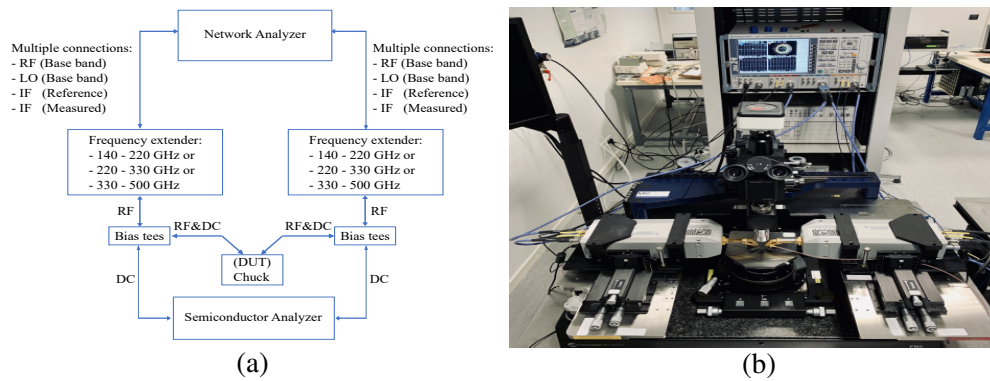 Network Analyzer
Multiple connections:
- RF (Base band)
- LO (Base band)
- IF (Reference)
- IF (Measured)
Multiple connections:
- RF (Base band)
- LO (Base band)
- IF (Reference)
- IF (Measured)
Frequency extender:
- 140 - 220 GHz or
- 220 - 330 GHz or
- 330 - 500 GHz
Frequency extender:
- 140 - 220 GHz or
- 220 - 330 GHz or
- 330 - 500 GHz
RF
RF
Bias tees
RF&DC
RF&DC
Bias tees
(DUT)
Chuck
DC
DC
Semiconductor Analyzer
(a)
(b)